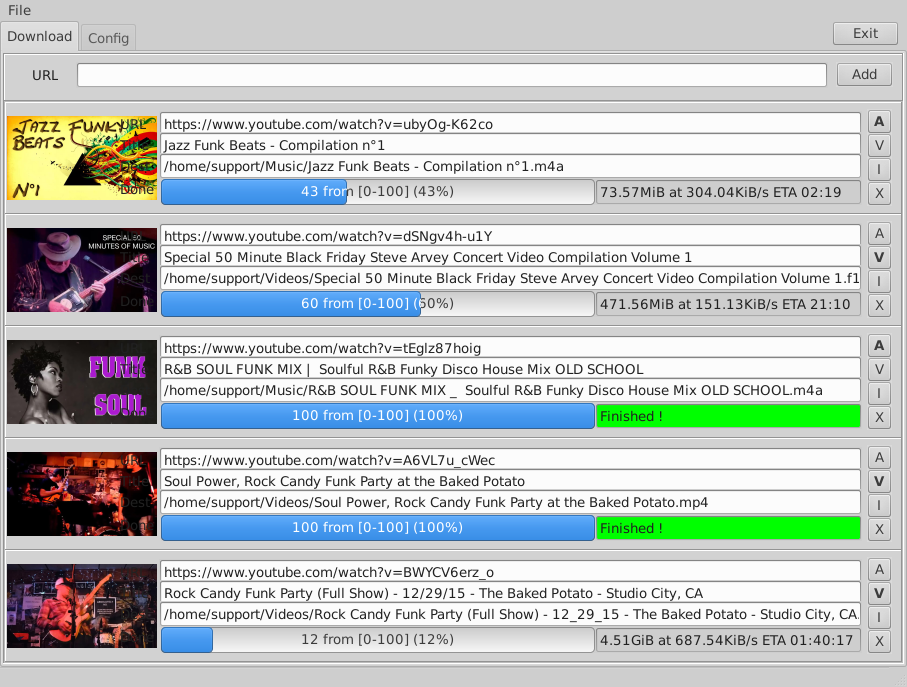 File
Download
Config
Exit
URL
Add
JAZZ FUNKY
BEATS
N°1
URL
Dest
Done
https://www.youtube.com/watch?v=ubyOg-K62co
Jazz Funk Beats - Compilation n°1
/home/support/Music/Jazz Funk Beats - Compilation n°1.m4a
43 from [0-100] (43%)
73.57MiB at 304.04KiB/s ETA 02:19
A
V
I
X
SPECIAL 50
MINUTES OF MUSIC
Title
Dest
Done
https://www.youtube.com/watch?v=dSNgv4h-u1Y
Special 50 Minute Black Friday Steve Arvey Concert Video Compilation Volume 1
/home/support/Videos/Special 50 Minute Black Friday Steve Arvey Concert Video Compilation Volume 1.f1
60 from [0-100] (60%)
471.56MiB at 151.13KiB/s ETA 21:10
A
V
I
X
FUNK
SOUL
https://www.youtube.com/watch?v=tEglz87hoig
R&B SOUL FUNK MIX |  Soulful R&B Funky Disco House Mix OLD SCHOOL
/home/support/Music/R&B SOUL FUNK MIX _  Soulful R&B Funky Disco House Mix OLD SCHOOL.m4a
100 from [0-100] (100%)
Finished !
A
V
I
X
https://www.youtube.com/watch?v=A6VL7u_cWec
Soul Power, Rock Candy Funk Party at the Baked Potato
/home/support/Videos/Soul Power, Rock Candy Funk Party at the Baked Potato.mp4
100 from [0-100] (100%)
Finished !
A
V
I
X
https://www.youtube.com/watch?v=BWYCV6erz_o
Rock Candy Funk Party (Full Show) - 12/29/15 - The Baked Potato - Studio City, CA
/home/support/Videos/Rock Candy Funk Party (Full Show) - 12_29_15 - The Baked Potato - Studio City, CA.
12 from [0-100] (12%)
4.51GiB at 687.54KiB/s ETA 01:40:17
A
V
I
X